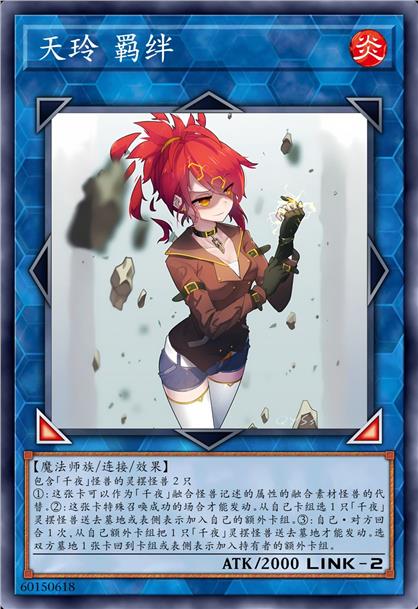 天玲 羁绊
炎
【魔法师族/连接/效果】
包含「千夜」怪兽的灵摆怪兽2只
①:这张卡可以作为「千夜」融合怪兽记述的属性的融合素材怪兽的代
替。②:这张卡特殊召唤成功的场合才能发动。从自己卡组选1只「千夜」
灵摆怪兽送去墓地或表侧表示加入自己的额外卡组。③:自己·对方回
合1次,从自己额外卡组把1只「千夜」灵摆怪兽送去墓地才能发动。选
双方墓地1张卡回到卡组或表侧表示加入持有者的额外卡组。
ATK/2000 LINK-2
60150618